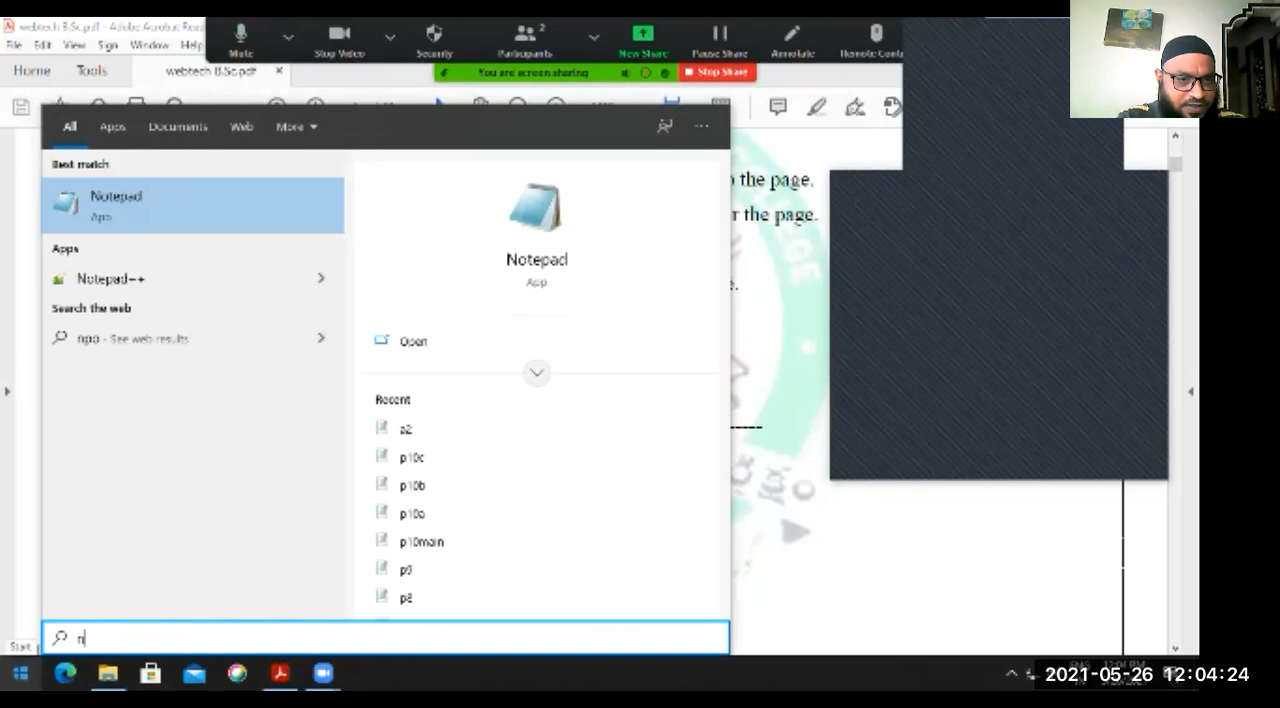 webtech B.Sc.pdf - Adobe Acrobat Read
File Edit View Sign Window Help
Mute
Stop Video
Security
Participants
2
New Share
Pause Share
Annotate
Remote Cont
You are screen sharing
Stop Share
Home Tools webtech B.Sc.pdf ×
All Apps Documents Web More
Best match
Notepad
App
Apps
Notepad++
Search the web
npo - See web results
Notepad
App
Open
Recent
a2
p10c
p10b
p10a
p10main
p9
p8
the page.
r the page.
e.
n
Start
2021-05-26 12:04:24